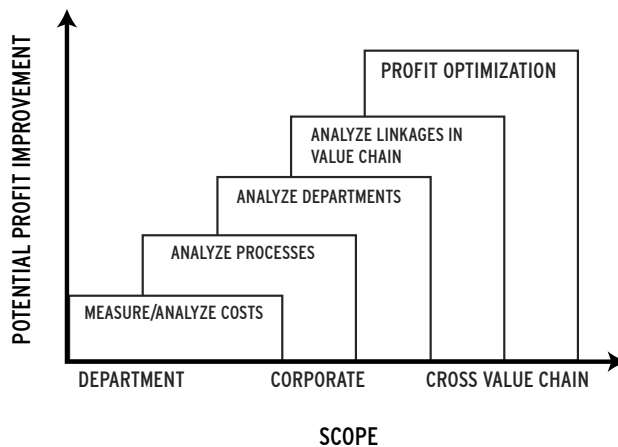 POTENTIAL PROFIT IMPROVEMENT
PROFIT OPTIMIZATION
ANALYZE LINKAGES IN
VALUE CHAIN
ANALYZE DEPARTMENTS
ANALYZE PROCESSES
MEASURE/ANALYZE COSTS
DEPARTMENT
CORPORATE
CROSS VALUE CHAIN
SCOPE